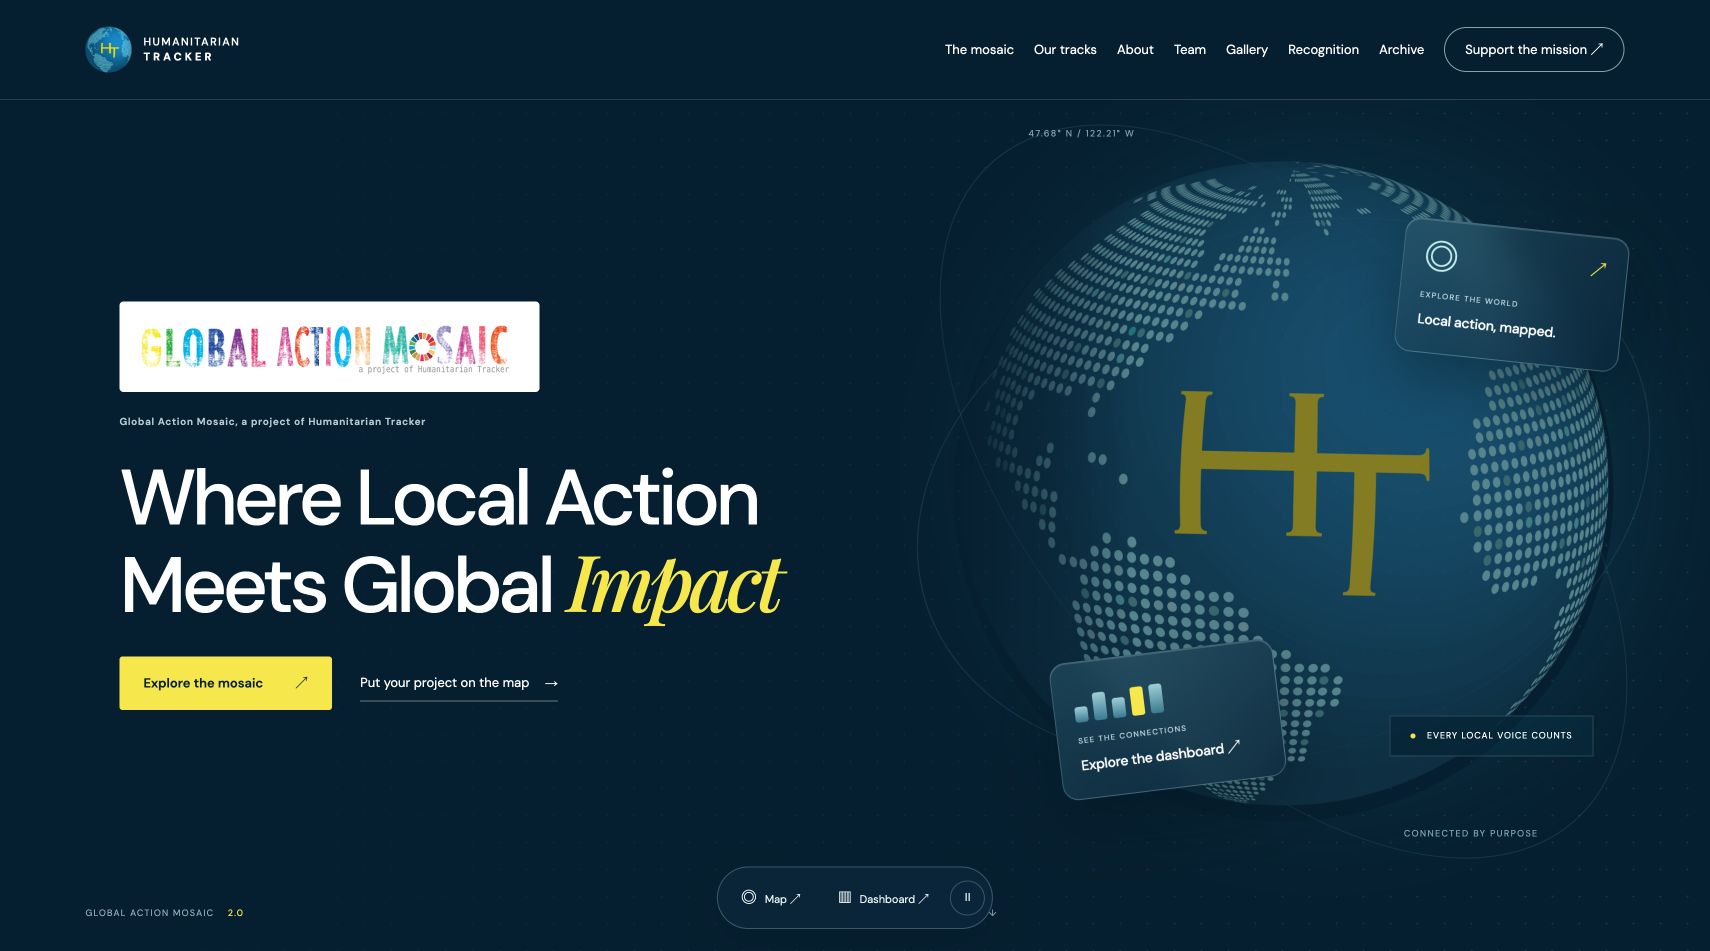 HT
HUMANITARIAN
TRACKER
The mosaic
Our tracks
About
Team
Gallery
Recognition
Archive
Support the mission ↗
47.68° N / 122.21° W
EXPLORE THE WORLD
Local action, mapped.
GLOBAL ACTION MOSAIC
a project of Humanitarian Tracker
Global Action Mosaic, a project of Humanitarian Tracker
Where Local Action
Meets Global Impact
Explore the mosaic ↗
Put your project on the map →
HT
SEE THE CONNECTIONS
Explore the dashboard ↗
EVERY LOCAL VOICE COUNTS
CONNECTED BY PURPOSE
Map ↗
Dashboard ↗
GLOBAL ACTION MOSAIC 2.0